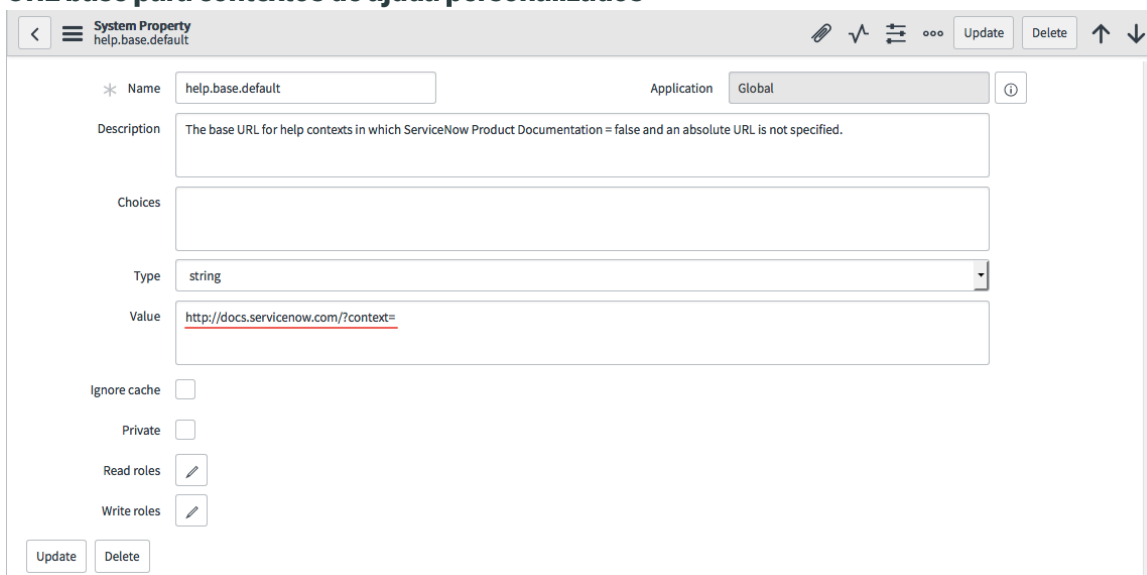 System Property
help.base.default
Update
Delete
Name
help.base.default
Application
Global
Description
The base URL for help contexts in which ServiceNow Product Documentation = false and an absolute URL is not specified.
Choices
Type
string
Value
http://docs.servicenow.com/?context=
Ignore cache
Private
Read roles
Write roles
Update
Delete